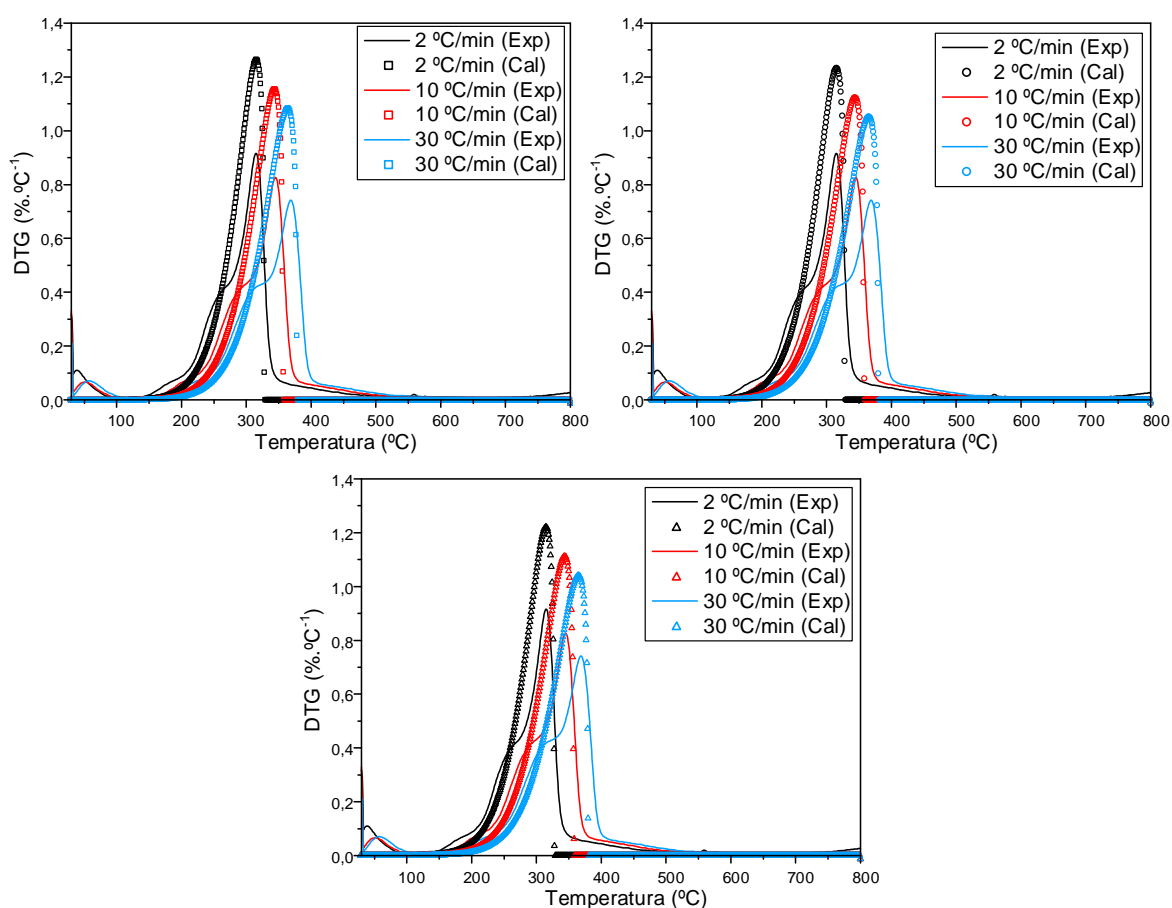 1,4
1,2
1,0
0,8
0,6
0,4
0,2
0,0
DTG (%.ºC⁻¹)
100 200 300 400 500 600 700 800
Temperatura (ºC)
2 ºC/min (Exp)
2 ºC/min (Cal)
10 ºC/min (Exp)
10 ºC/min (Cal)
30 ºC/min (Exp)
30 ºC/min (Cal)
1,4
1,2
1,0
0,8
0,6
0,4
0,2
0,0
DTG (%.ºC⁻¹)
100 200 300 400 500 600 700 800
Temperatura (ºC)
2 ºC/min (Exp)
2 ºC/min (Cal)
10 ºC/min (Exp)
10 ºC/min (Cal)
30 ºC/min (Exp)
30 ºC/min (Cal)
1,4
1,2
1,0
0,8
0,6
0,4
0,2
0,0
DTG (%.ºC⁻¹)
100 200 300 400 500 600 700 800
Temperatura (ºC)
2 ºC/min (Exp)
2 ºC/min (Cal)
10 ºC/min (Exp)
10 ºC/min (Cal)
30 ºC/min (Exp)
30 ºC/min (Cal)